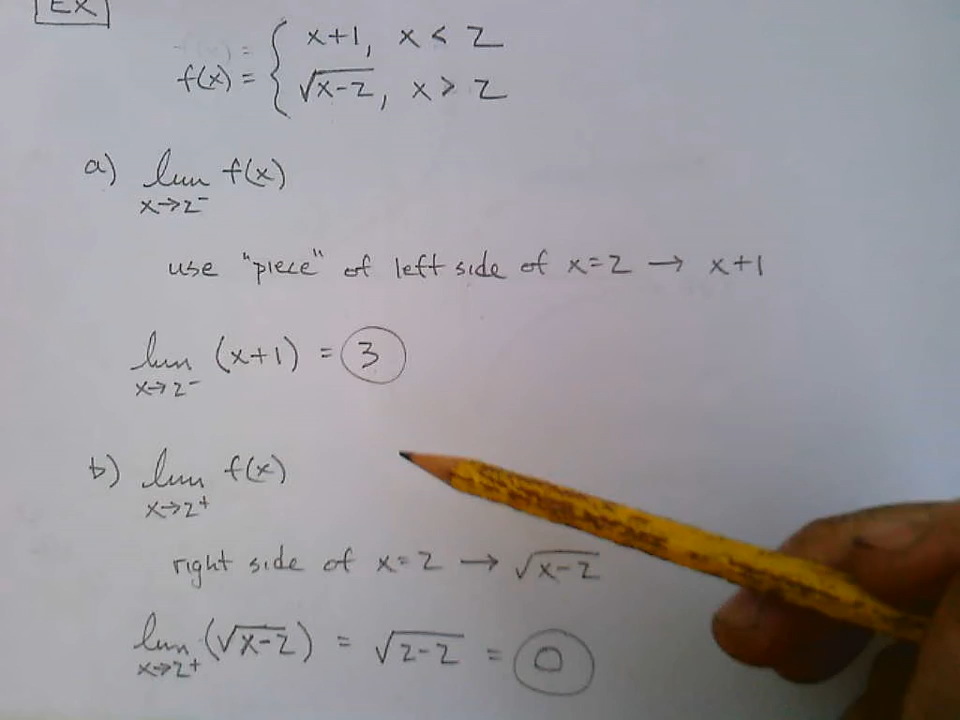 EX
f(x) = { x+1, x < 2
√x-2, x > 2
a) lim f(x)
x→2⁻
use "piece" of left side of x=2 → x+1
lim (x+1) = 3
x→2⁻
b) lim f(x)
x→2⁺
right side of x=2 → √x-2
lim (√x-2) = √2-2 = 0
x→2⁺